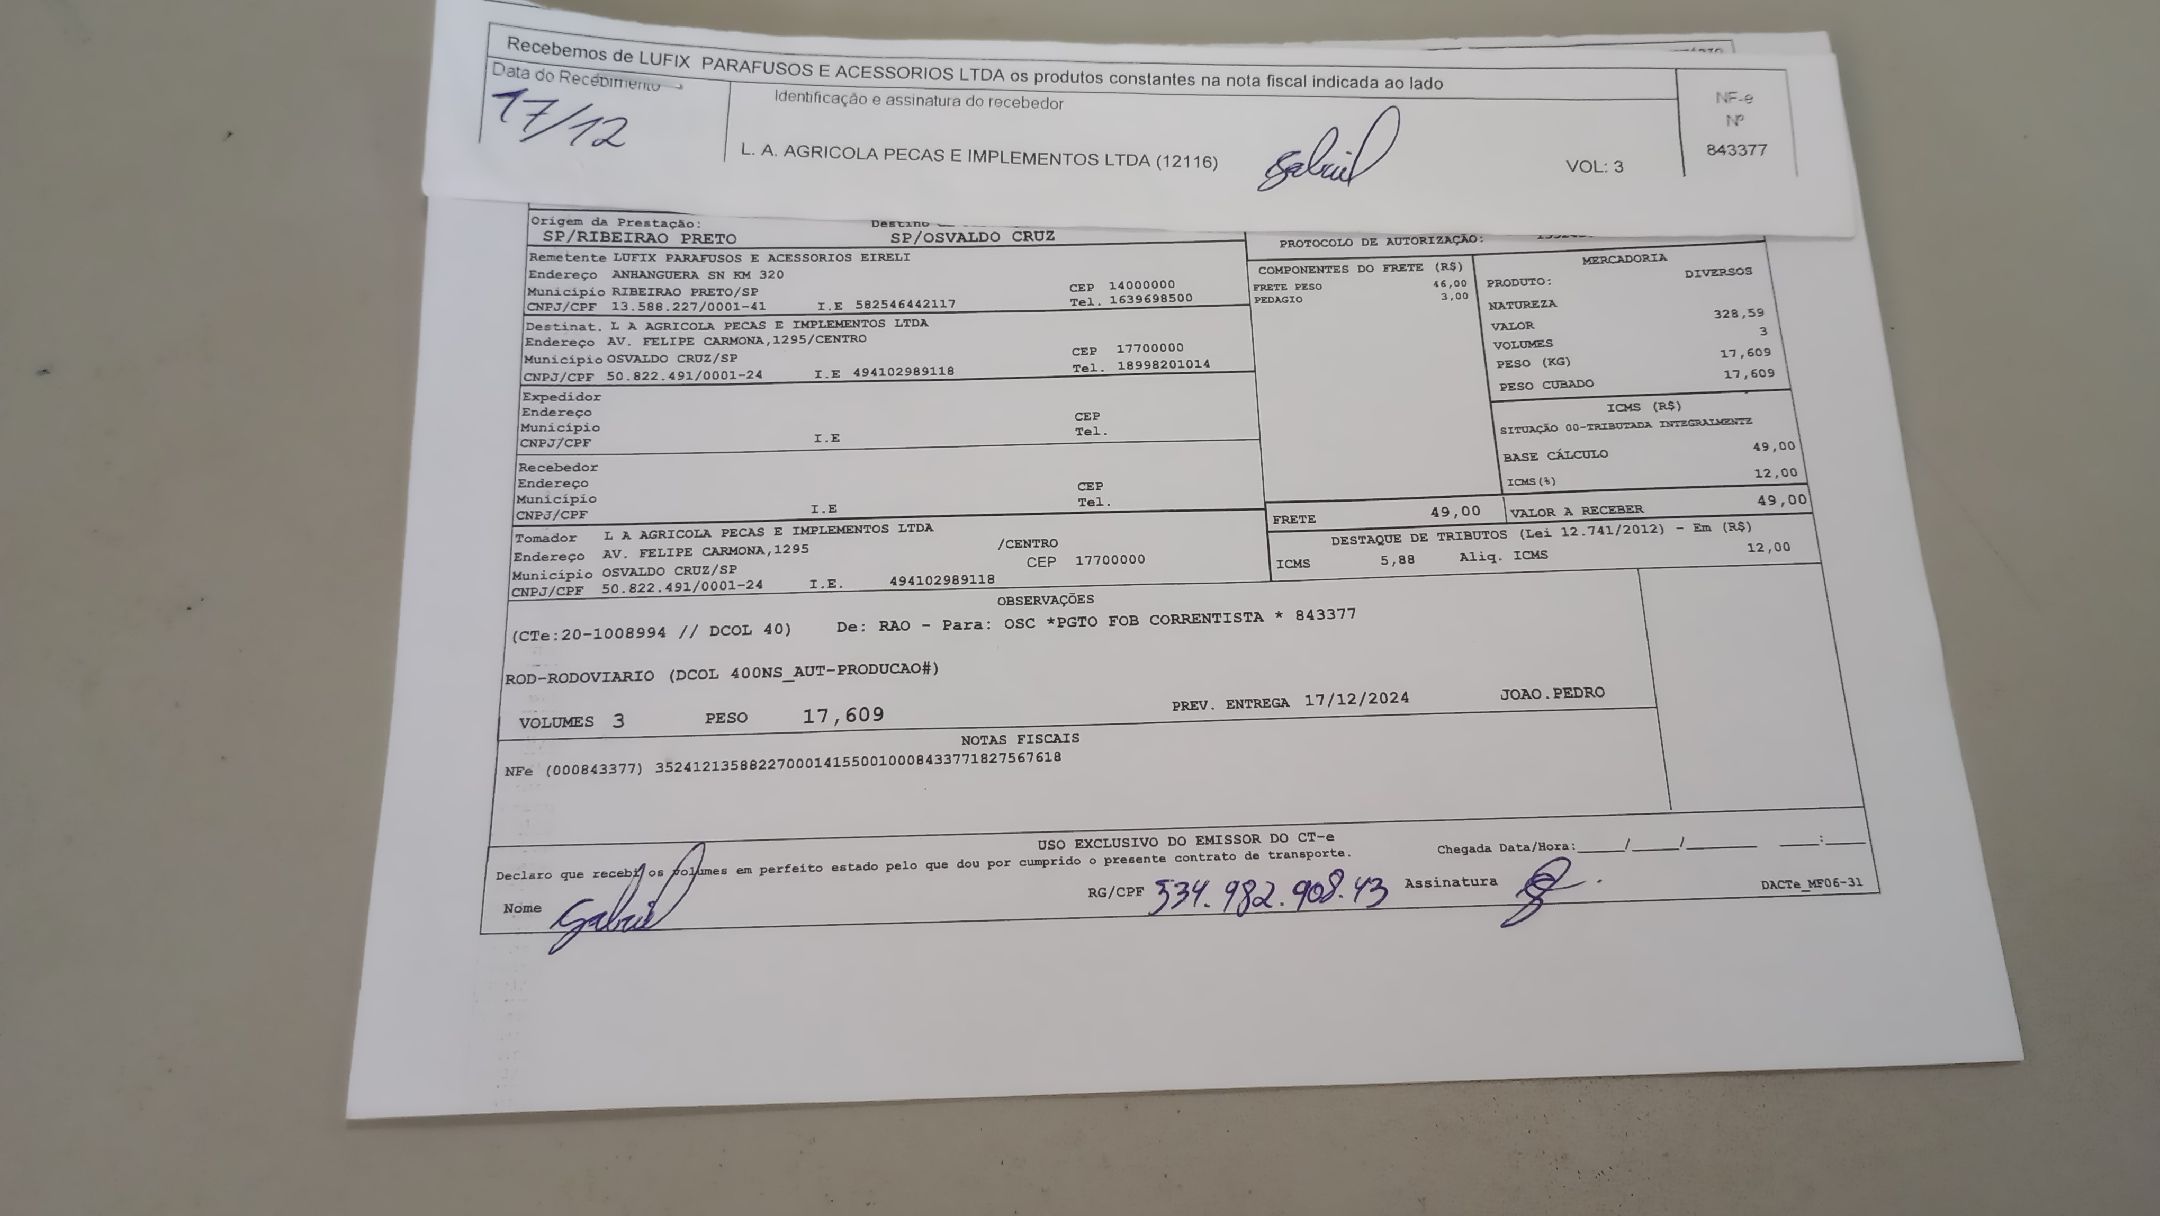 Recebemos de LUFIX PARAFUSOS E ACESSORIOS LTDA os produtos constantes na nota fiscal indicada ao lado
Data do Recebimento
17/12
Identificação e assinatura do recebedor
L. A. AGRICOLA PECAS E IMPLEMENTOS LTDA (12116)
Gabriel
VOL: 3
NF-e
Nº
843377
Origem da Prestação:
SP/RIBEIRAO PRETO
Destino
SP/OSVALDO CRUZ
PROTOCOLO DE AUTORIZAÇÃO:
Remetente LUFIX PARAFUSOS E ACESSORIOS EIRELI
Endereço ANHANGUERA SN KM 320
Município RIBEIRAO PRETO/SP CEP 14000000
CNPJ/CPF 13.588.227/0001-41 I.E 582546442117 Tel. 1639698500
Destinat. L A AGRICOLA PECAS E IMPLEMENTOS LTDA
Endereço AV. FELIPE CARMONA,1295/CENTRO
Município OSVALDO CRUZ/SP CEP 17700000
CNPJ/CPF 50.822.491/0001-24 I.E 494102989118 Tel. 18998201014
Expedidor
Endereço
Município CEP
CNPJ/CPF I.E Tel.
Recebedor
Endereço
Município CEP
CNPJ/CPF I.E Tel.
Tomador L A AGRICOLA PECAS E IMPLEMENTOS LTDA
Endereço AV. FELIPE CARMONA,1295 /CENTRO
Município OSVALDO CRUZ/SP CEP 17700000
CNPJ/CPF 50.822.491/0001-24 I.E. 494102989118
COMPONENTES DO FRETE (R$)
FRETE PESO 46,00
PEDAGIO 3,00
MERCADORIA
PRODUTO: DIVERSOS
NATUREZA
VALOR 328,59
VOLUMES 3
PESO (KG) 17,609
PESO CUBADO 17,609
ICMS (R$)
SITUAÇÃO 00-TRIBUTADA INTEGRALMENTE
BASE CÁLCULO 49,00
ICMS(%) 12,00
FRETE 49,00 VALOR A RECEBER 49,00
DESTAQUE DE TRIBUTOS (Lei 12.741/2012) - Em (R$)
ICMS 5,88 Aliq. ICMS 12,00
OBSERVAÇÕES
(CTe:20-1008994 // DCOL 40) De: RAO - Para: OSC *PGTO FOB CORRENTISTA * 843377
ROD-RODOVIARIO (DCOL 400NS_AUT-PRODUCAO#)
VOLUMES 3 PESO 17,609 PREV. ENTREGA 17/12/2024 JOAO.PEDRO
NOTAS FISCAIS
NFe (000843377) 35241213588227000141550010008433771827567618
USO EXCLUSIVO DO EMISSOR DO CT-e
Declaro que recebi os volumes em perfeito estado pelo que dou por cumprido o presente contrato de transporte.
Chegada Data/Hora:_____/_____/________ ____:____
Nome Gabriel RG/CPF 534.982.908.43 Assinatura
DACTe_MF06-31